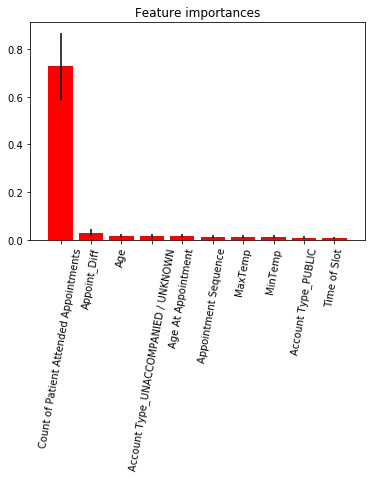 Feature importances
0.8
0.6
0.4
0.2
0.0
Count of Patient Attended Appointments
Appoint_Diff
Age
Account Type_UNACCOMPANIED / UNKNOWN
Age At Appointment
Appointment Sequence
MaxTemp
MinTemp
Account Type_PUBLIC
Time of Slot